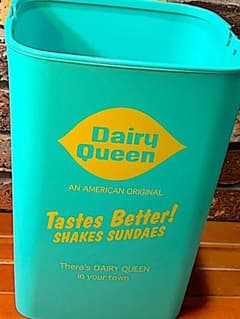 Dairy
Queen
AN AMERICAN ORIGINAL
Tastes Better!
SHAKES SUNDAES
There's DAIRY QUEEN
in your town